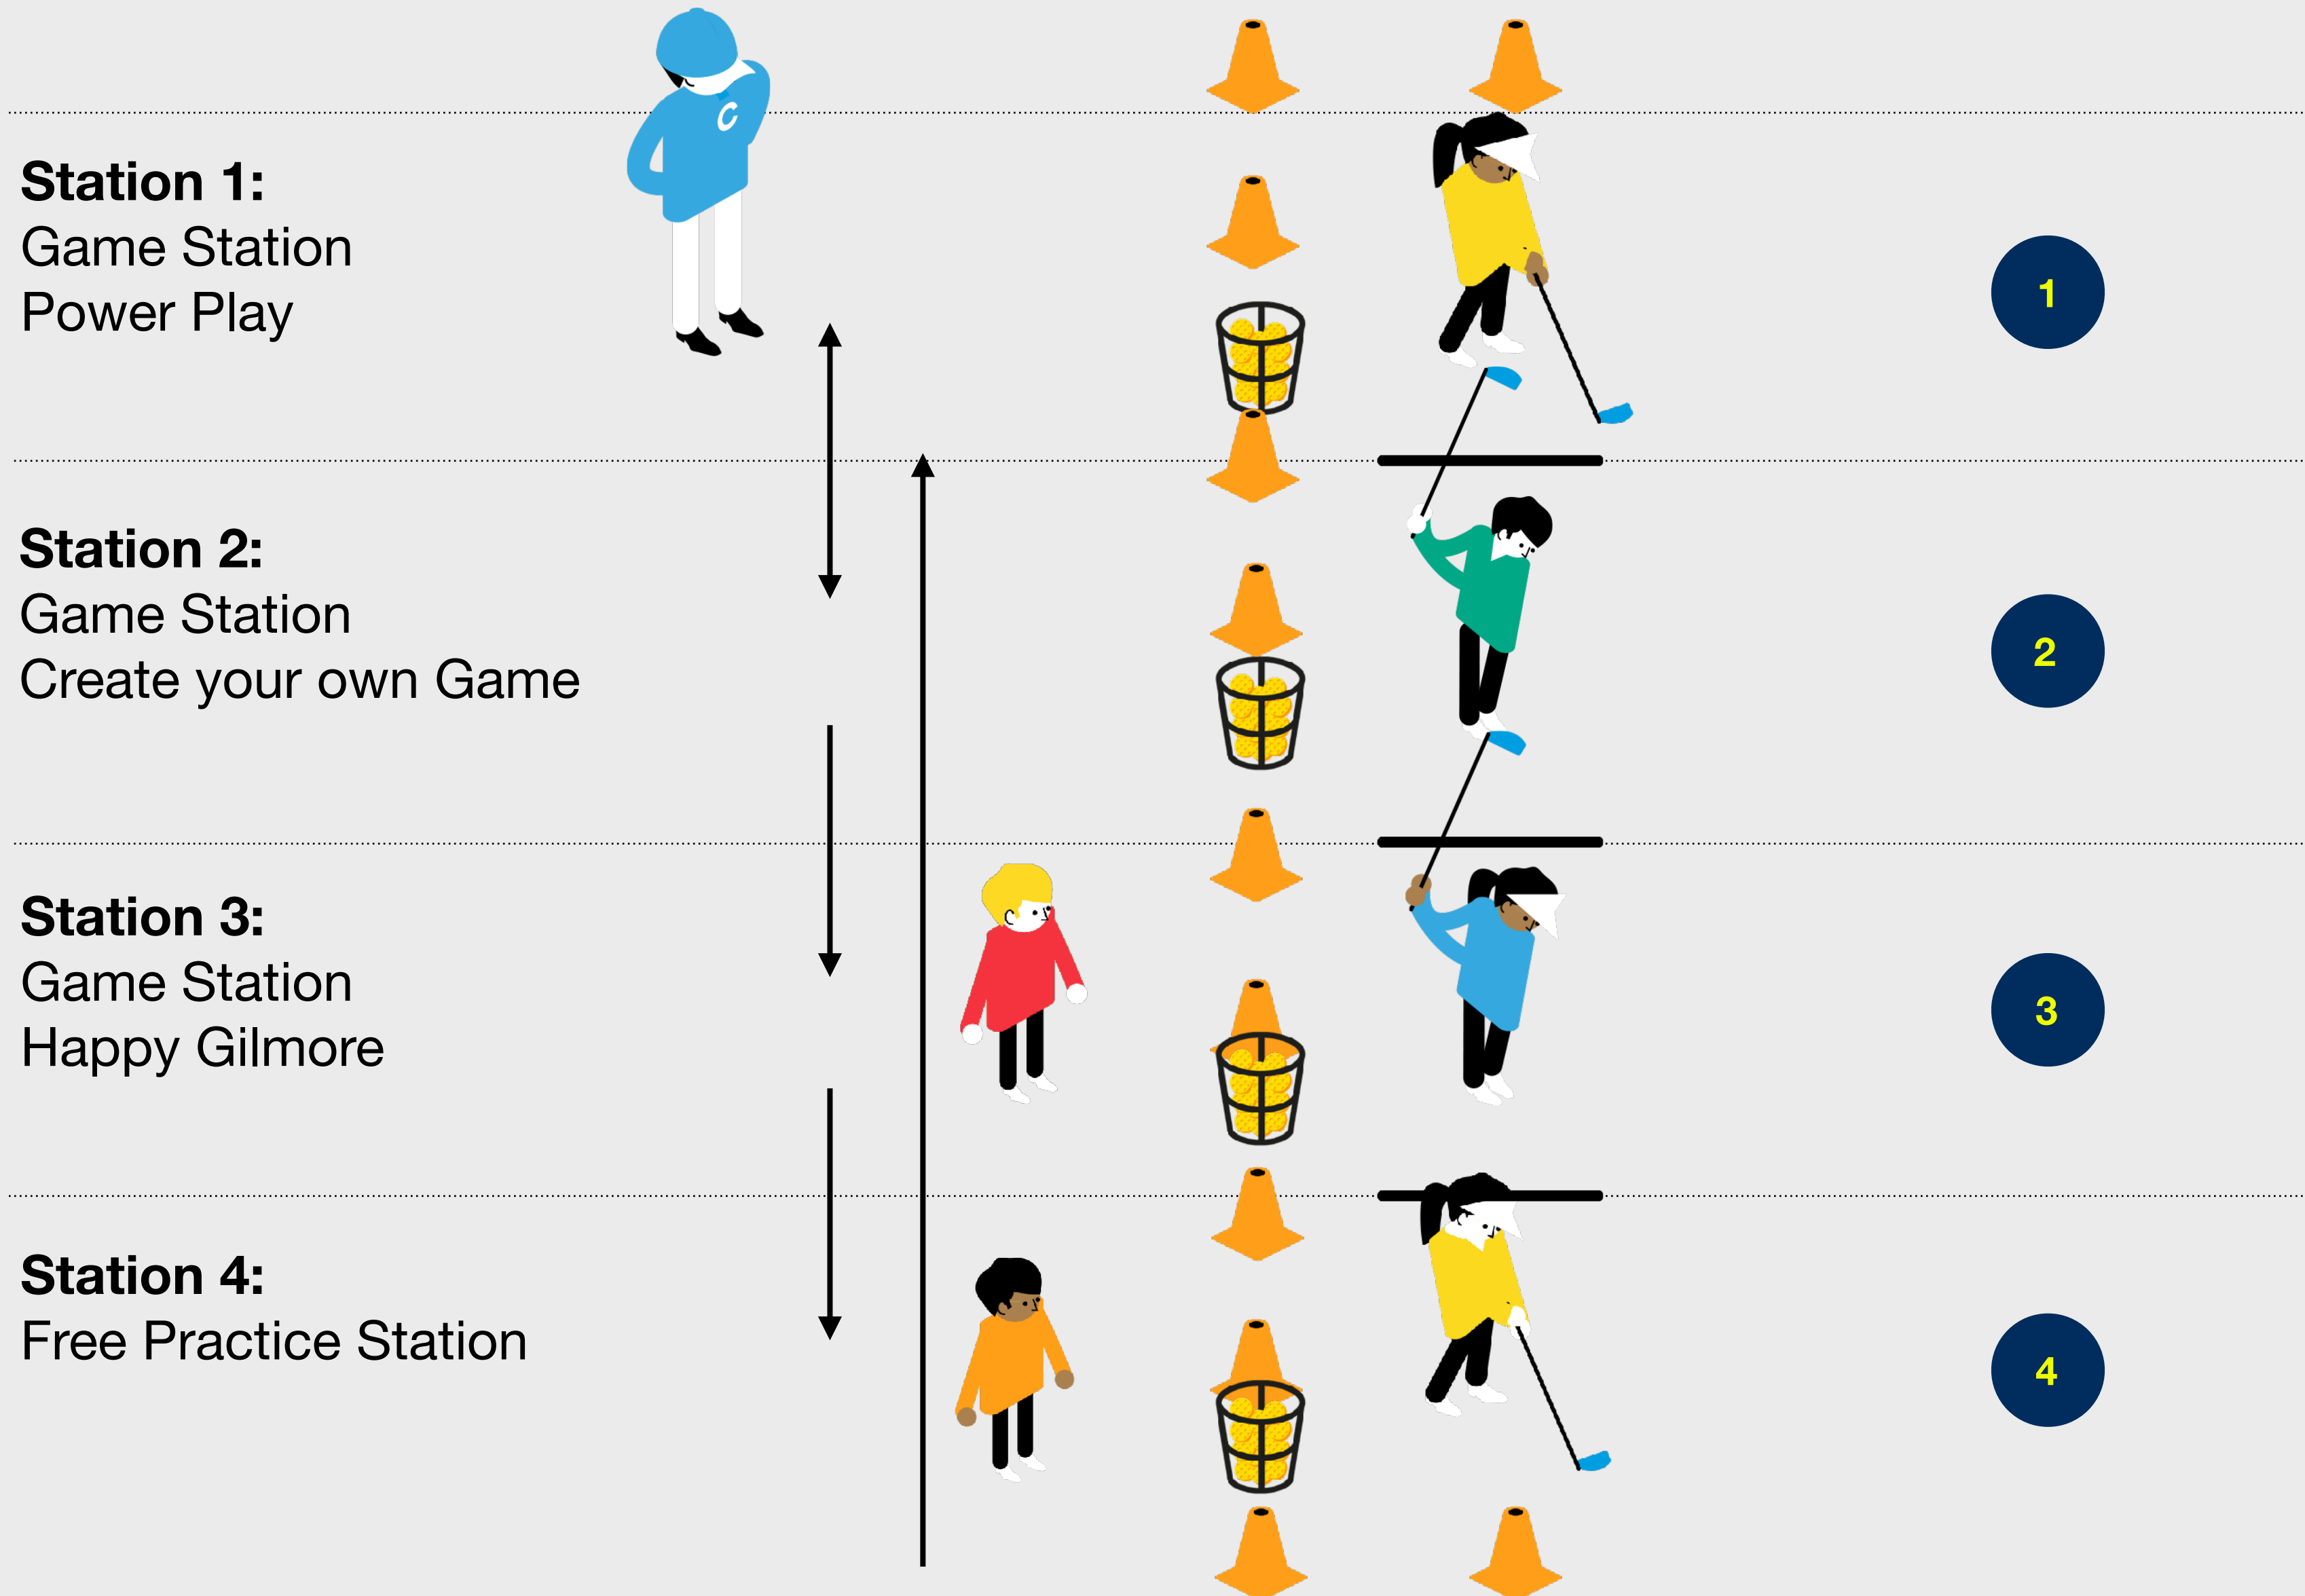 C
Station 1:
Game Station
Power Play
1
Station 2:
Game Station
Create your own Game
2
Station 3:
Game Station
Happy Gilmore
3
Station 4:
Free Practice Station
4